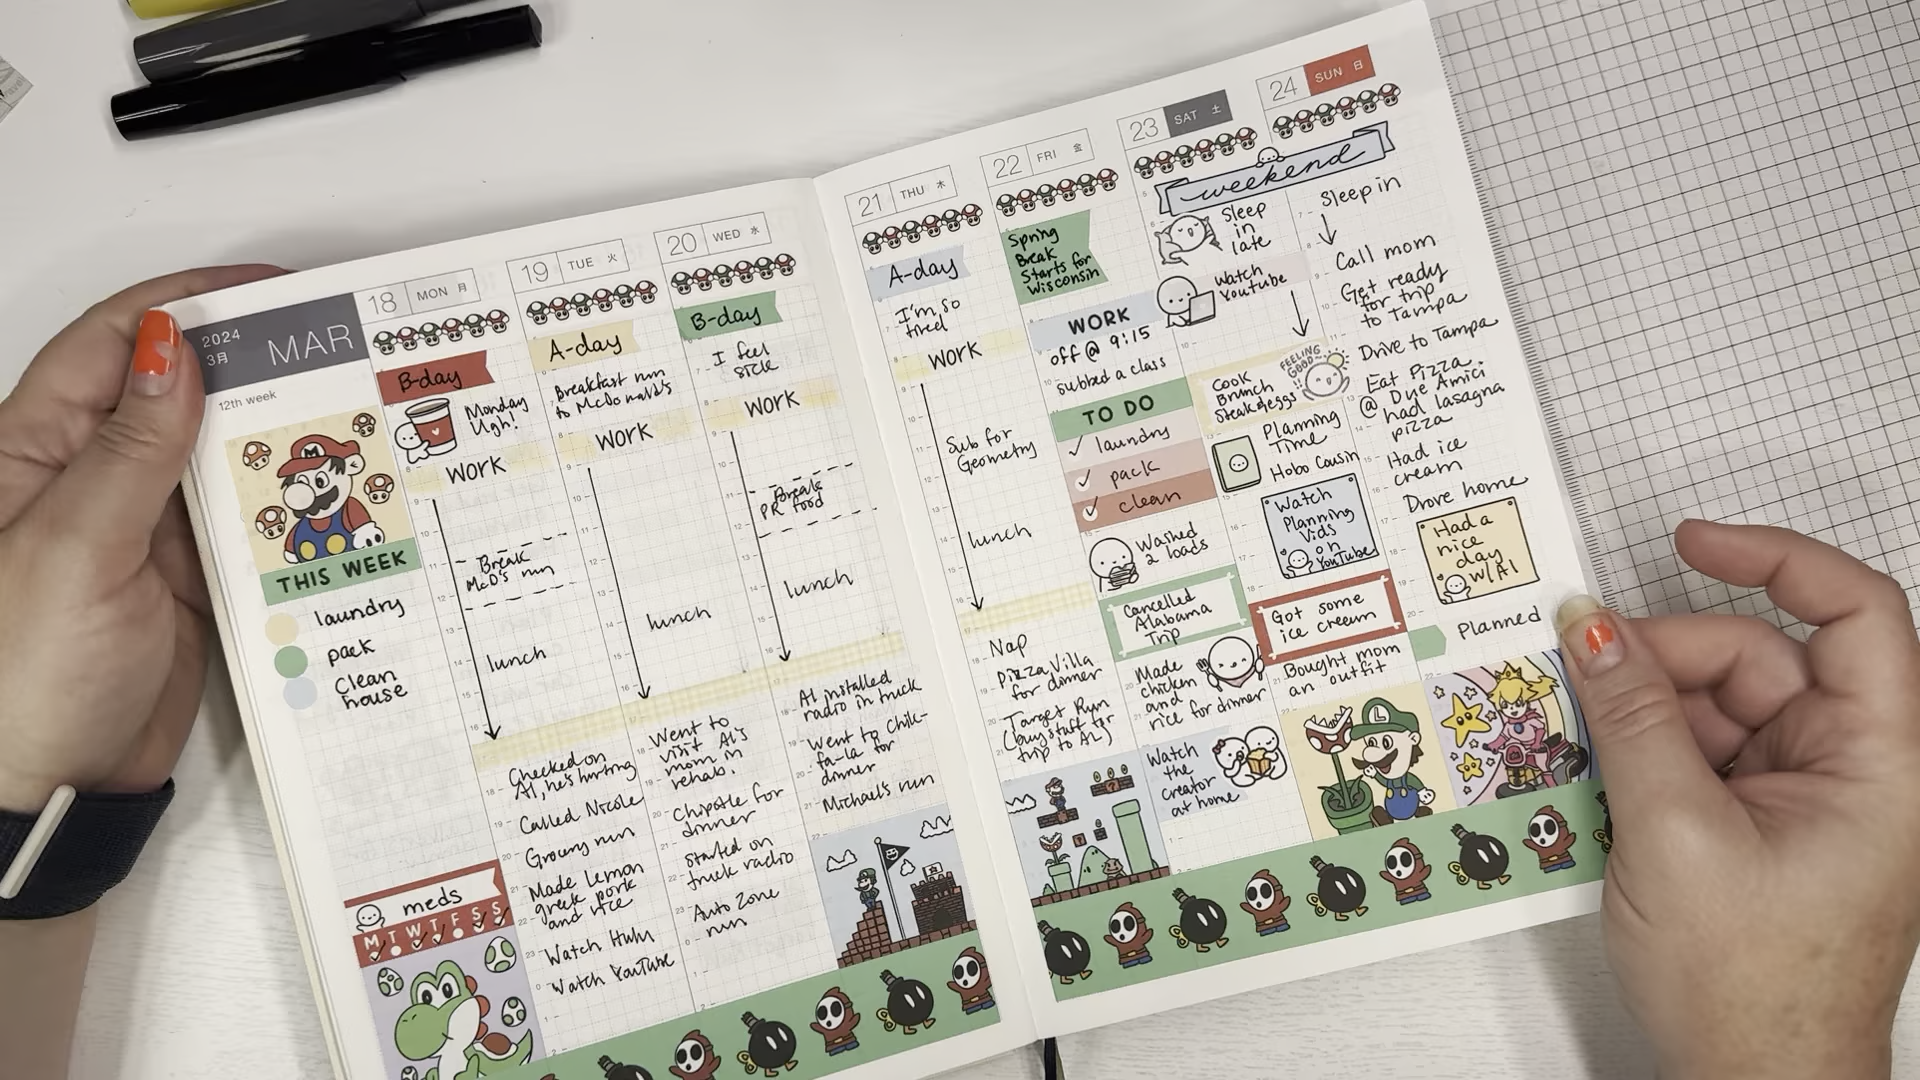 2024
3月
MAR
12th week
THIS WEEK
laundry
pack
clean
house
meds
M T W T F S S
18 MON 月
B-day
Monday
Ugh!
WORK
Break
McD's run
lunch
Checked on
Al, he's hurting
Called Nicole
Grocery run
Made Lemon
greek pork
and rice
Watch Hulu
Watch YouTube
19 TUE 火
A-day
Breakfast run
to McDonald's
WORK
lunch
Went to
visit Al's
mom in
rehab.
Chipotle for
dinner
started on
truck radio
Auto Zone
run
20 WED 水
B-day
I feel
sick
WORK
Break
PR food
lunch
Al installed
radio in truck
Went to Chik-
fa-la for
dinner
Michael's run
21 THU 木
A-day
I'm so
tired
WORK
Sub for
Geometry
lunch
Nap
Pizza Villa
for dinner
Target Run
(buy stuff for
trip to AL)
22 FRI 金
Spring
Break
Starts for
Wisconsin
WORK
off @ 9:15
subbed a class
TO DO
laundry
pack
clean
Washed
2 loads
Cancelled
Alabama
Trip
Made
chicken
and
rice for dinner
Watch
the
creator
at home
23 SAT 土
weekend
Sleep
in
late
Watch
Youtube
Cook
Brunch
Steak & eggs
FEELING
GOOD
Planning
Time
Hobo Cousin
Watch
Planning
Vids
on
YouTube
Got some
ice cream
Bought mom
an outfit
L
24 SUN 日
Sleep in
Call mom
Get ready
for trip
to Tampa
Drive to Tampa
Eat Pizza
@ Due Amici
had lasagna
pizza
Had ice
cream
Drove home
Had a
nice
day
w/Al
Planned